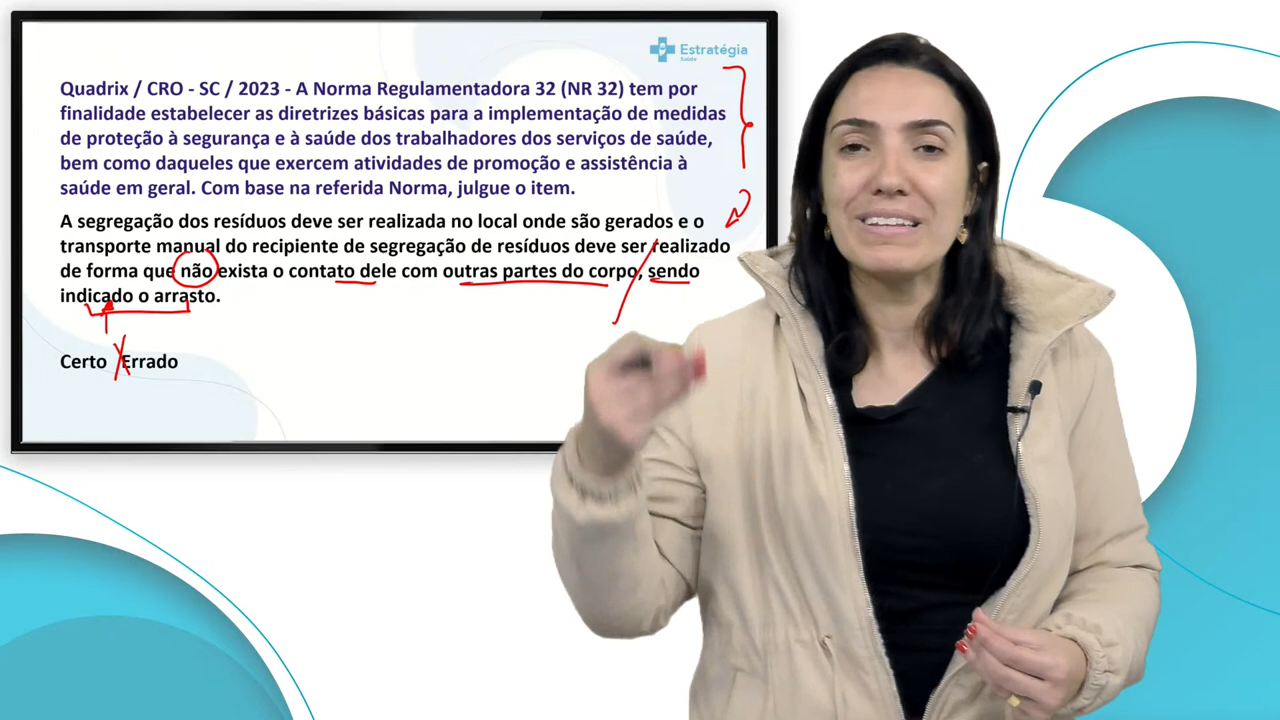 Estratégia
Saúde
Quadrix / CRO - SC / 2023 - A Norma Regulamentadora 32 (NR 32) tem por
finalidade estabelecer as diretrizes básicas para a implementação de medidas
de proteção à segurança e à saúde dos trabalhadores dos serviços de saúde,
bem como daqueles que exercem atividades de promoção e assistência à
saúde em geral. Com base na referida Norma, julgue o item.
A segregação dos resíduos deve ser realizada no local onde são gerados e o
transporte manual do recipiente de segregação de resíduos deve ser realizado
de forma que não exista o contato dele com outras partes do corpo, sendo
indicado o arrasto.
Certo Errado